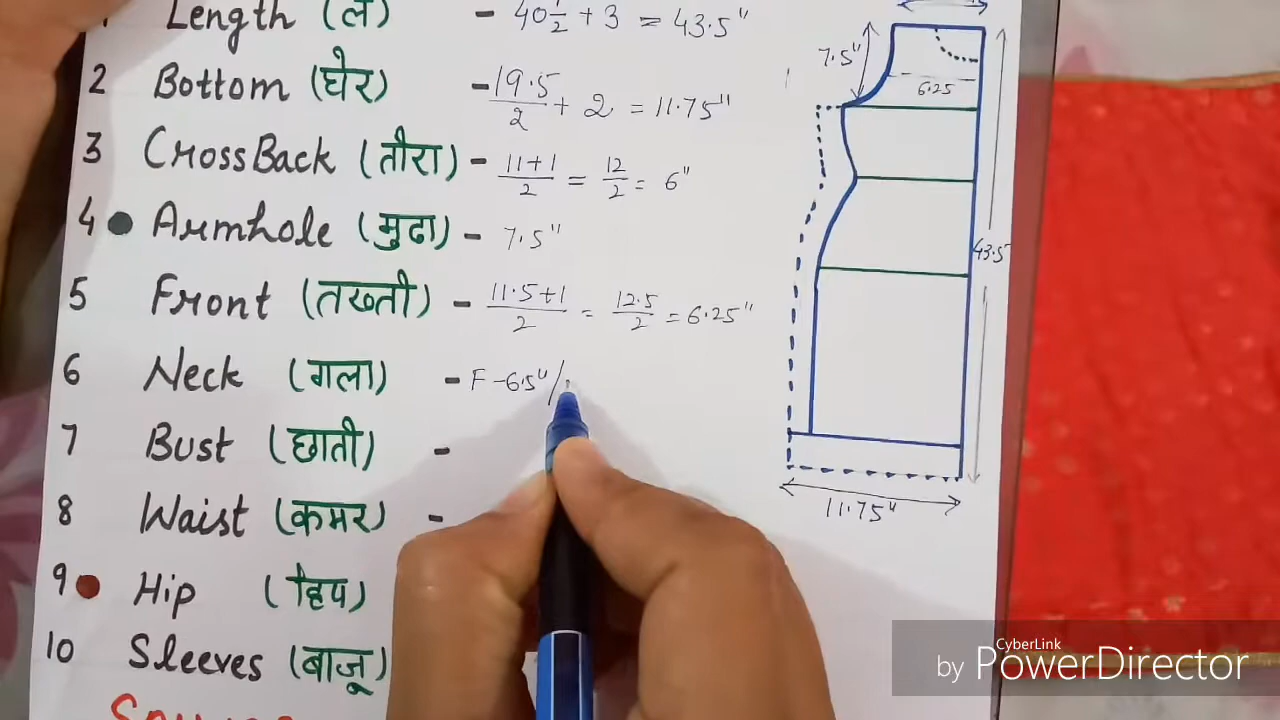 Length (लं) - 40½ + 3 = 43.5"
2 Bottom (घेर) - 19.5/2 + 2 = 11.75"
3 CrossBack (तीरा) - 11+1/2 = 12/2 = 6"
4 Armhole (मुढा) - 7.5"
5 Front (तख्ती) - 11.5+1/2 = 12.5/2 = 6.25"
6 Neck (गला) - F-6.5"/
7 Bust (छाती) -
8 Waist (कमर) -
9 Hip (हिप)
10 Sleeves (बाजू)
7.5"
6.25
43.5
11.75"
CyberLink
by PowerDirector